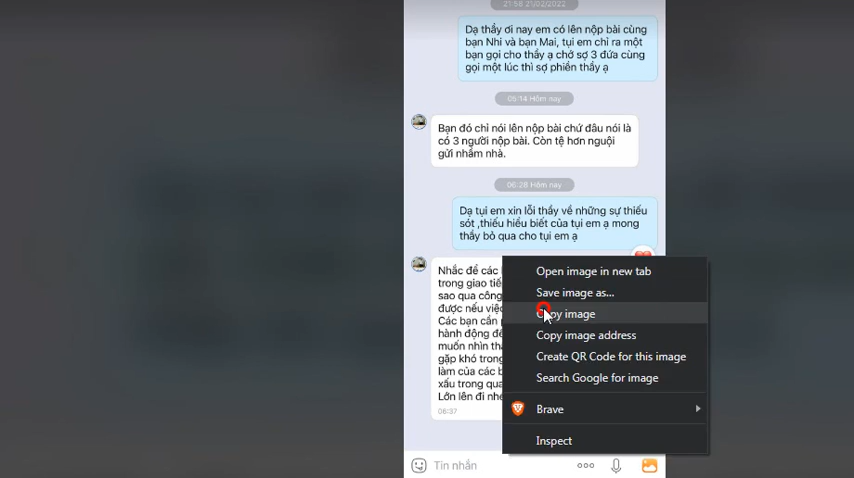 21:58 21/02/2022
Dạ thầy ơi nay em có lên nộp bài cùng
bạn Nhi và bạn Mai, tụi em chỉ ra một
bạn gọi cho thầy ạ chở sợ 3 đứa cùng
gọi một lúc thì sợ phiền thầy ạ
05:14 Hôm nay
Bạn đó chỉ nói lên nộp bài chứ đâu nói là
có 3 người nộp bài. Còn tệ hơn nguội
gửi nhầm nhà.
06:28 Hôm nay
Dạ tụi em xin lỗi thầy về những sự thiếu
sót ,thiếu hiểu biết của tụi em ạ mong
thầy bỏ qua cho tụi em ạ
Nhắc để các
trong giao tiế
sao qua công
được nếu việc
Các bạn cần
hành động để
muốn nhìn th
gặp khó trong
làm của các b
xấu trong qua
Lớn lên đi nhe
06:37
Open image in new tab
Save image as...
Copy image
Copy image address
Create QR Code for this image
Search Google for image
Brave
Inspect
Tin nhắn